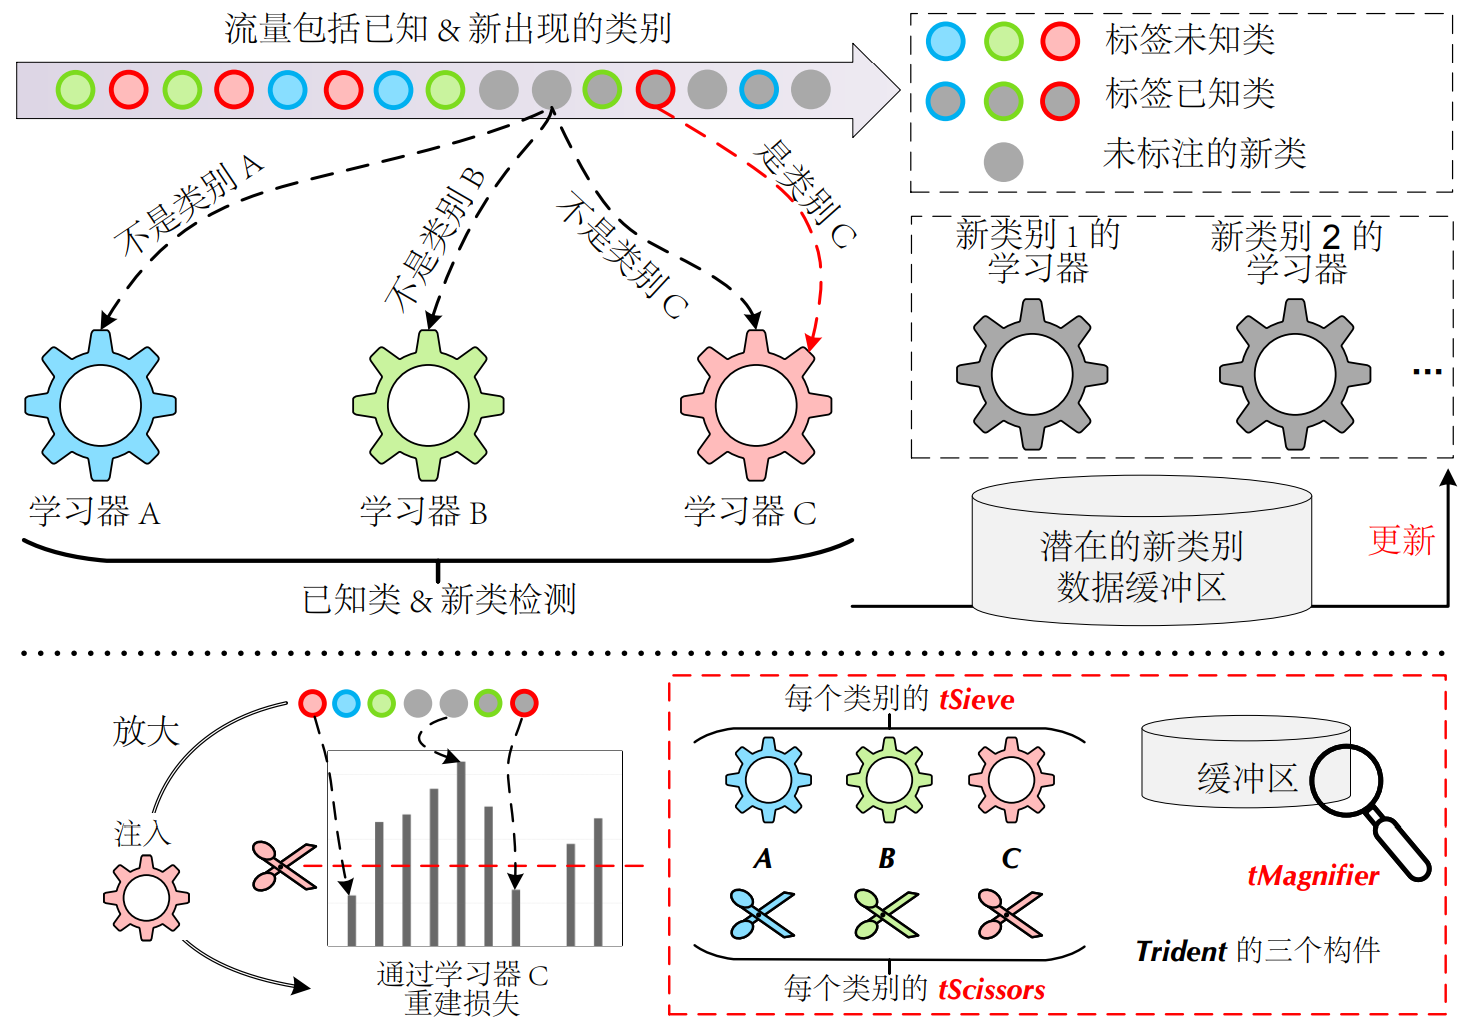 流量包括已知 & 新出现的类别
标签未知类
标签已知类
未标注的新类
不是类别 A
不是类别 B
不是类别 C
是类别 C
新类别 1 的
学习器
新类别 2 的
学习器
...
学习器 A
学习器 B
学习器 C
已知类 & 新类检测
潜在的新类别
数据缓冲区
更新
放大
注入
通过学习器 C
重建损失
每个类别的 tSieve
A
B
C
每个类别的 tScissors
缓冲区
tMagnifier
Trident 的三个构件